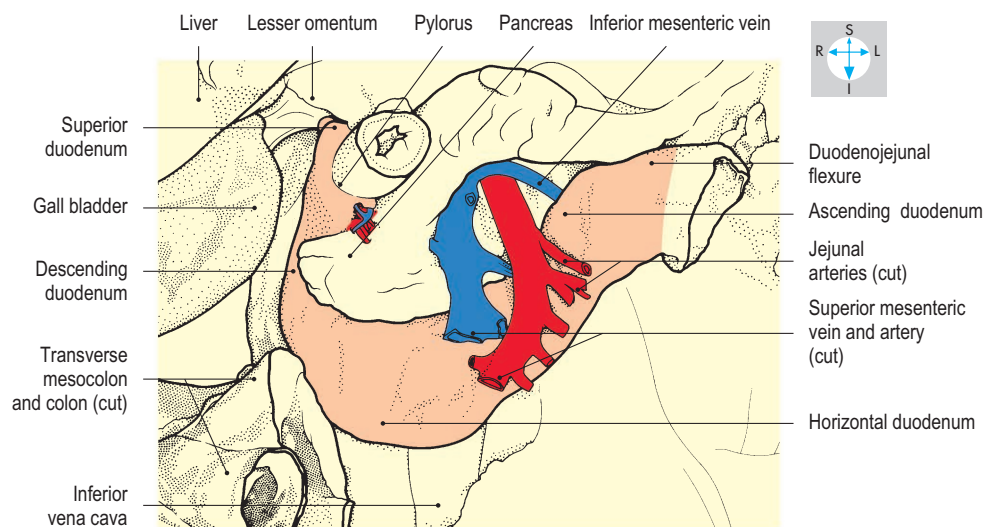 Liver
Lesser omentum
Pylorus
Pancreas
Inferior mesenteric vein
S
R
L
I
Superior
duodenum
Gall bladder
Descending
duodenum
Transverse
mesocolon
and colon (cut)
Inferior
vena cava
Duodenojejunal
flexure
Ascending duodenum
Jejunal
arteries (cut)
Superior mesenteric
vein and artery
(cut)
Horizontal duodenum